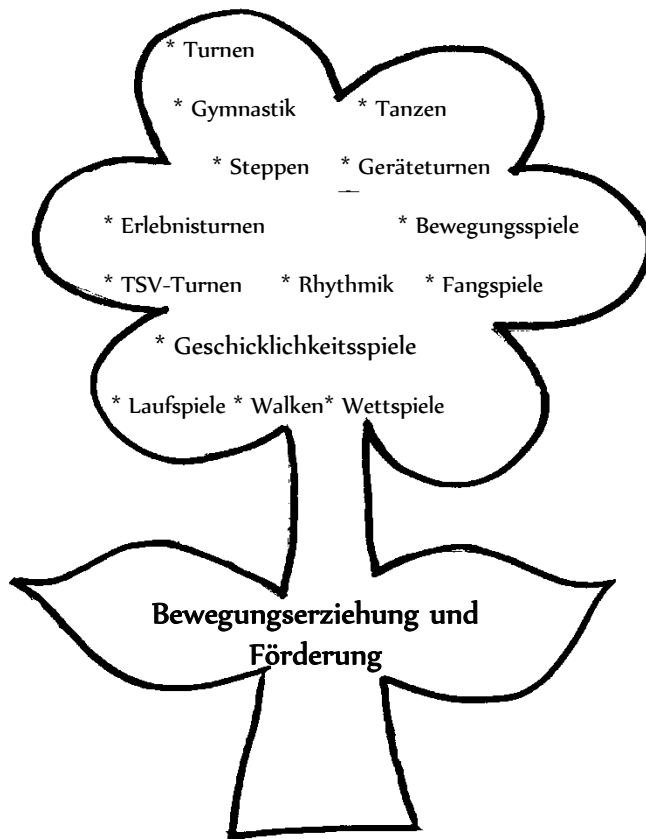 * Turnen
* Gymnastik * Tanzen
* Steppen * Geräteturnen
* Erlebnisturnen * Bewegungsspiele
* TSV-Turnen * Rhythmik * Fangspiele
* Geschicklichkeitsspiele
* Laufspiele * Walken* Wettspiele
Bewegungserziehung und
Förderung